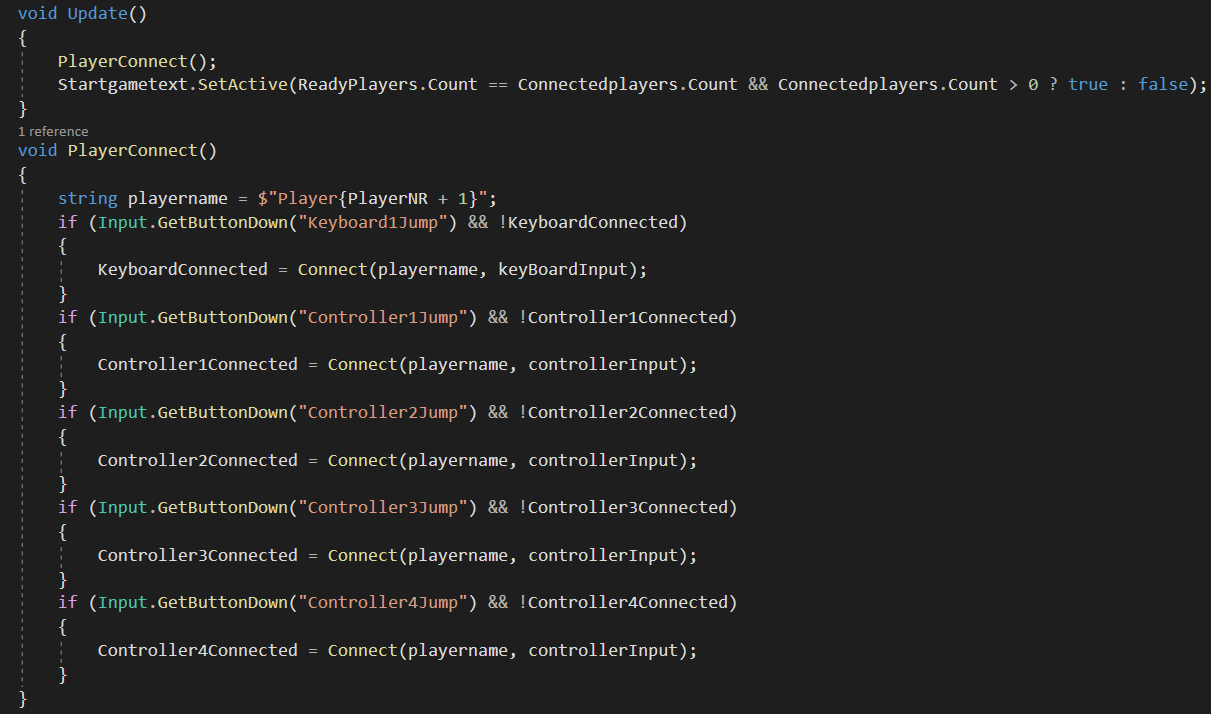 void Update()
{
    PlayerConnect();
    Startgametext.SetActive(ReadyPlayers.Count == Connectedplayers.Count && Connectedplayers.Count > 0 ? true : false);
}
1 reference
void PlayerConnect()
{
    string playername = $"Player{PlayerNR + 1}";
    if (Input.GetButtonDown("Keyboard1Jump") && !KeyboardConnected)
    {
        KeyboardConnected = Connect(playername, keyBoardInput);
    }
    if (Input.GetButtonDown("Controller1Jump") && !Controller1Connected)
    {
        Controller1Connected = Connect(playername, controllerInput);
    }
    if (Input.GetButtonDown("Controller2Jump") && !Controller2Connected)
    {
        Controller2Connected = Connect(playername, controllerInput);
    }
    if (Input.GetButtonDown("Controller3Jump") && !Controller3Connected)
    {
        Controller3Connected = Connect(playername, controllerInput);
    }
    if (Input.GetButtonDown("Controller4Jump") && !Controller4Connected)
    {
        Controller4Connected = Connect(playername, controllerInput);
    }
}